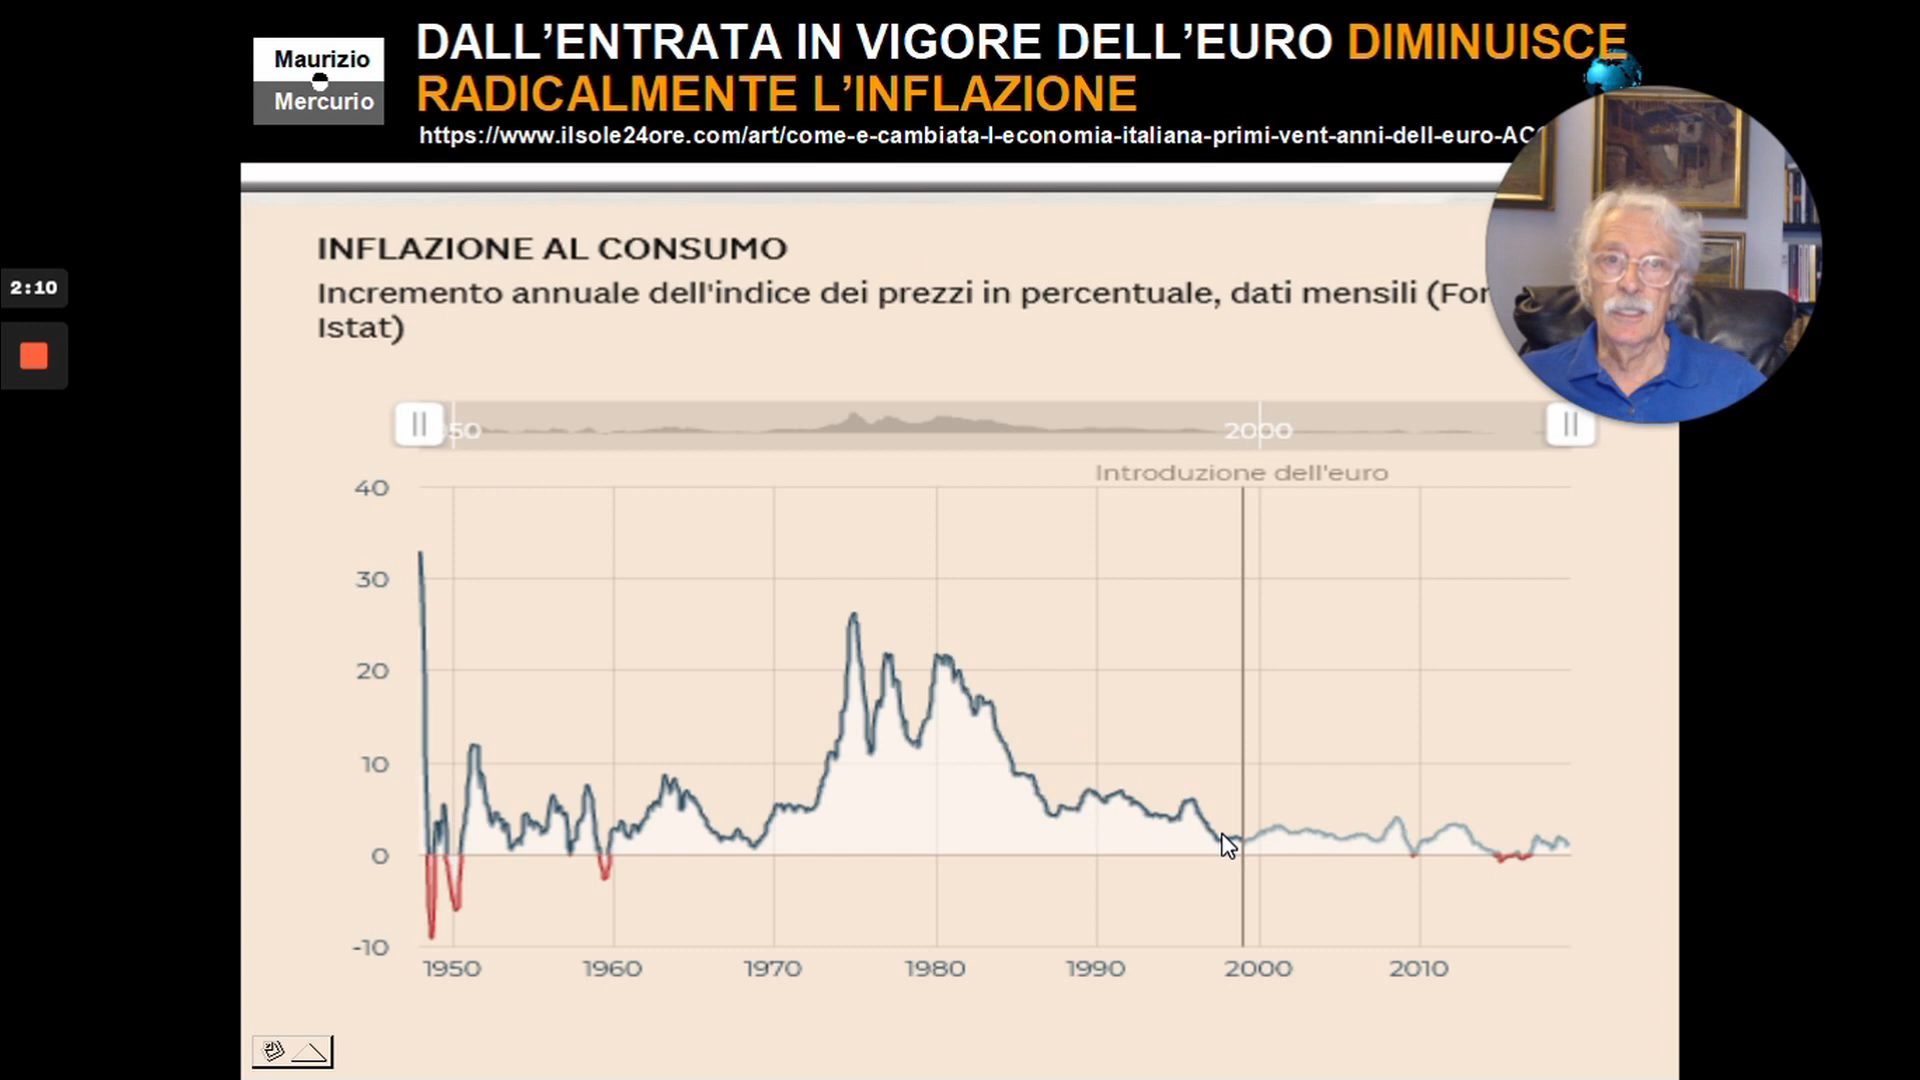 Maurizio
Mercurio
DALL’ENTRATA IN VIGORE DELL’EURO DIMINUISCE
RADICALMENTE L’INFLAZIONE
https://www.ilsole24ore.com/art/come-e-cambiata-l-economia-italiana-primi-vent-anni-dell-euro-
2:10
INFLAZIONE AL CONSUMO
Incremento annuale dell'indice dei prezzi in percentuale, dati mensili
Istat)
50 2000
Introduzione dell'euro
40
30
20
10
0
-10
1950 1960 1970 1980 1990 2000 2010